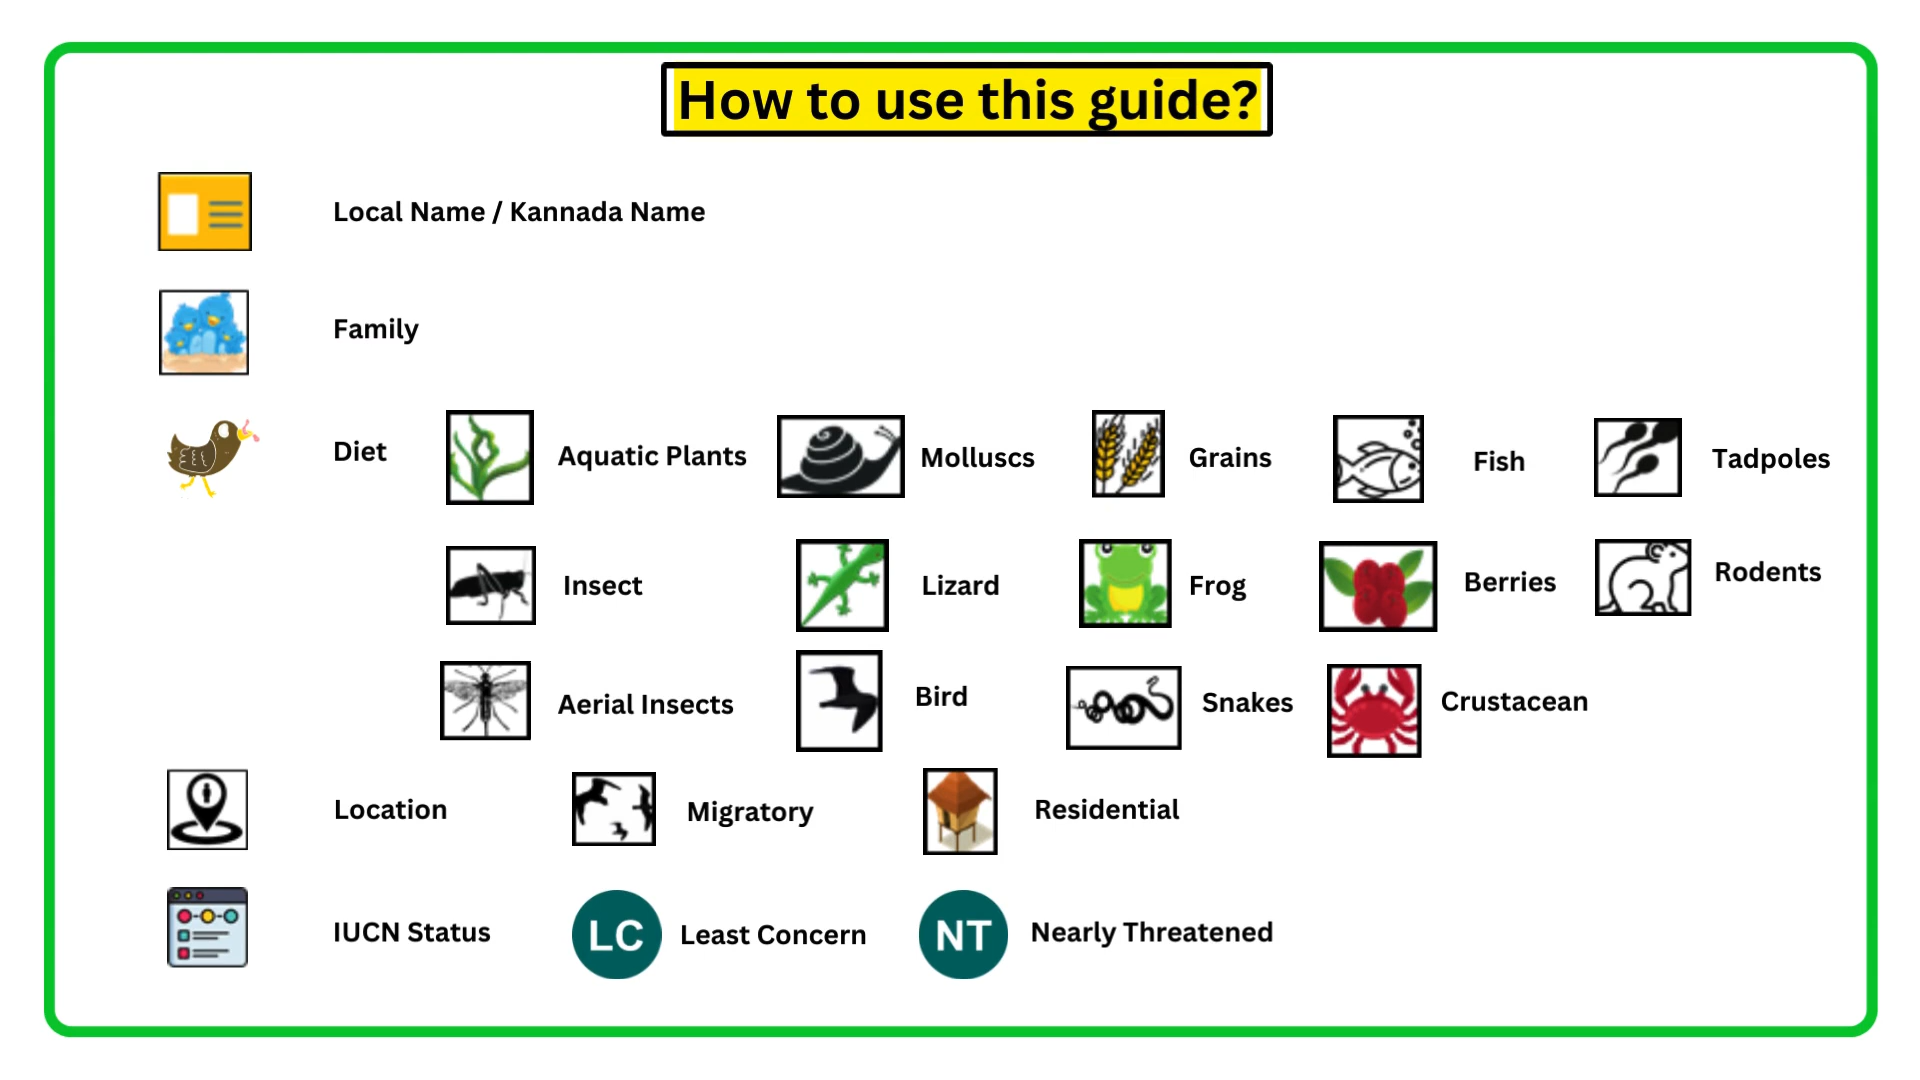 How to use this guide?
Local Name / Kannada Name
Family
Diet
Aquatic Plants
Molluscs
Grains
Fish
Tadpoles
Insect
Lizard
Frog
Berries
Rodents
Aerial Insects
Bird
Snakes
Crustacean
Location
Migratory
Residential
IUCN Status
LC
Least Concern
NT
Nearly Threatened